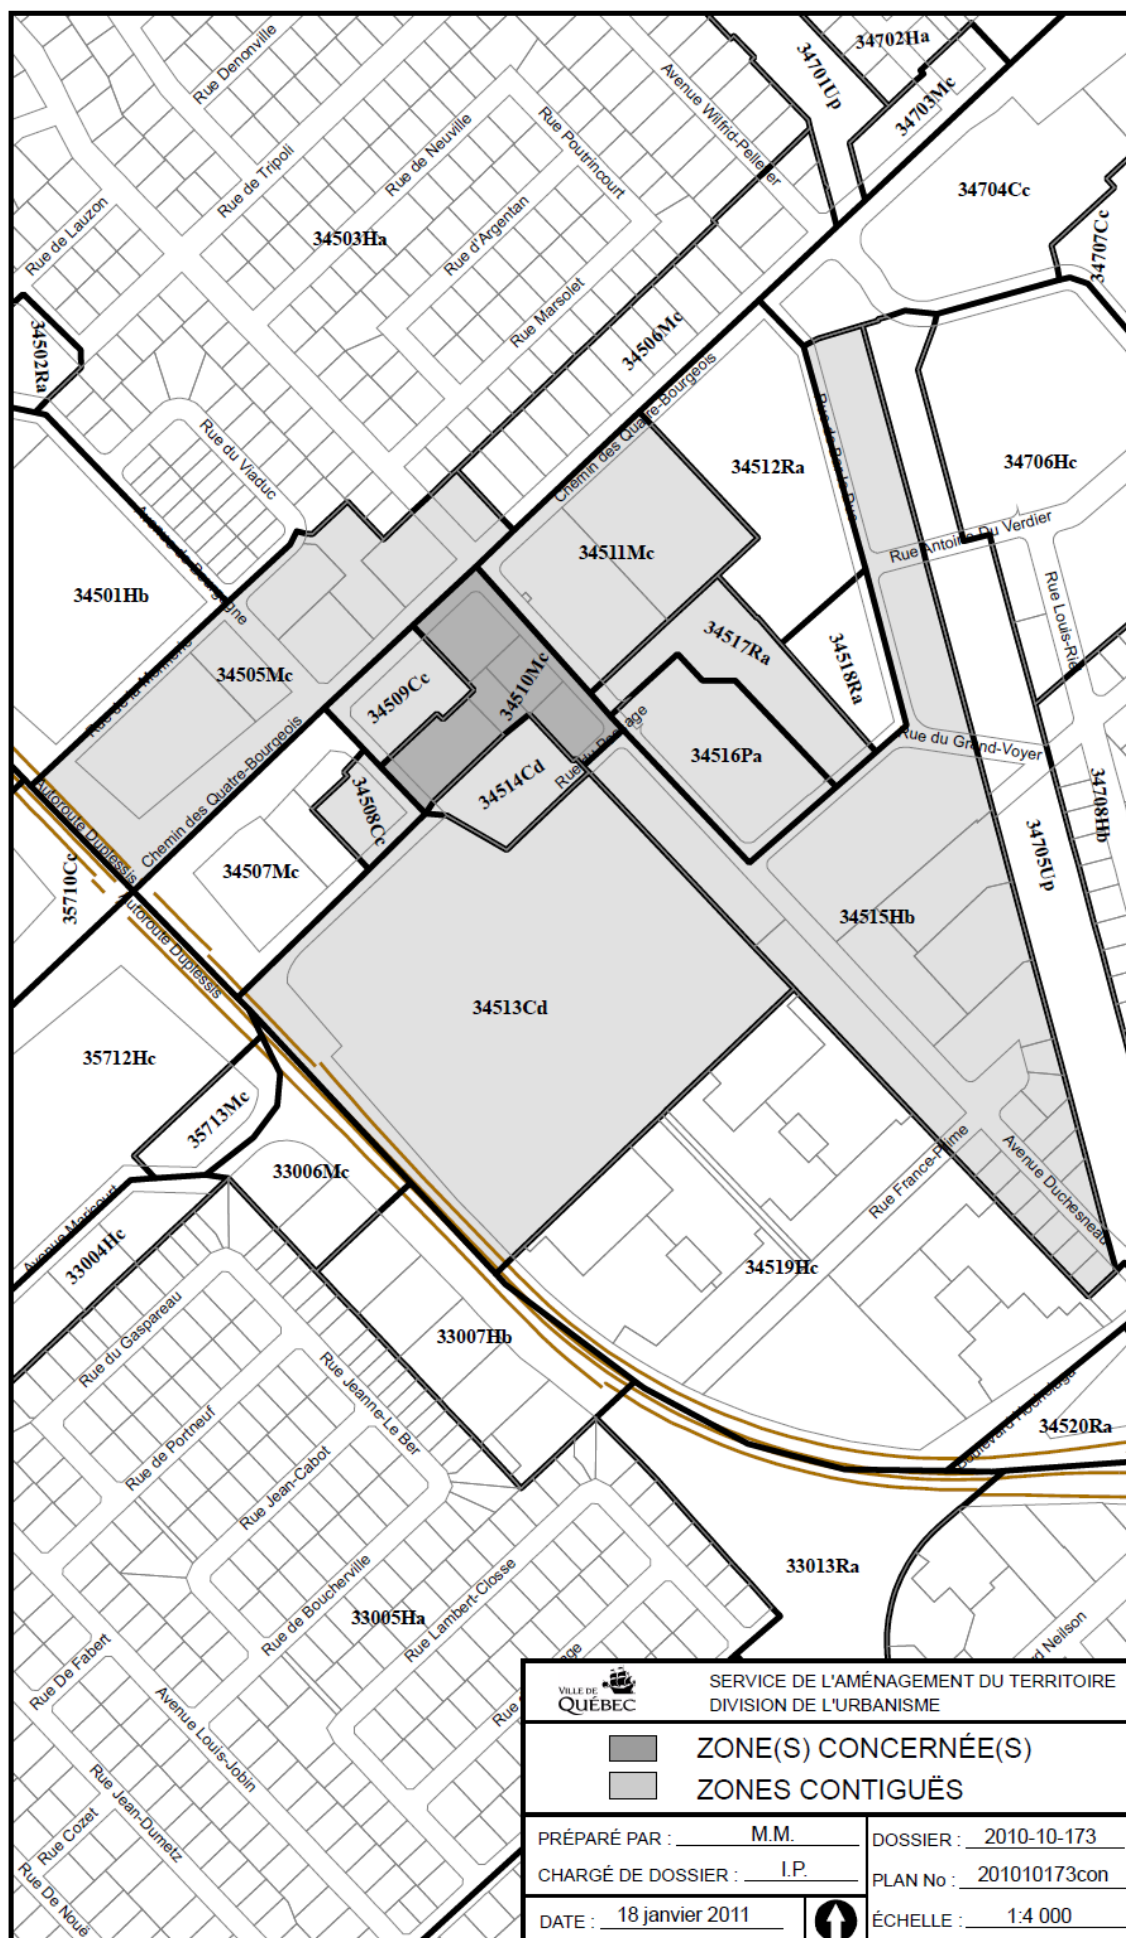 Rue Denonville
34701Up
34702Ha
34703Mc
Avenue Wilfrid-Pelletier
Rue de Neuville
Rue Poutrincourt
Rue de Tripoli
34704Cc
Rue de Lauzon
34503Ha
Rue d'Argentan
34707Cc
Rue Marsolet
34502Ra
34506Mc
Chemin des Quatre-Bourgeois
Rue du Viaduc
34512Ra
34706Hc
Avenue de Bourgogne
34511Mc
Rue Antoine Du Verdier
34501Hb
Rue Louis-Riel
34517Ra
34518Ra
34505Mc
34509Cc
34510Mc
Chemin des Quatre-Bourgeois
34516Pa
Rue du Grand-Voyer
34514Cd
34508Cc
34708Hb
34705Up
Autoroute Duplessis
34507Mc
35710Cc
Autoroute Duplessis
34515Hb
34513Cd
35712Hc
35713Mc
Rue France-Prime
Avenue Duchesneau
33006Mc
Avenue Maricourt
33004Hc
34519Hc
Rue du Gaspareau
33007Hb
Rue Jeanne-Le Ber
Boulevard Hochelaga
34520Ra
Rue de Portneuf
Rue Jean-Cabot
33013Ra
Rue de Boucherville
33005Ha
Rue Lambert-Closse
Rue De Fabert
Avenue Louis-Jobin
Rue Jean-Dumetz
Rue Cozet
Rue De Nouë
VILLE DE
QUÉBEC
SERVICE DE L'AMÉNAGEMENT DU TERRITOIRE
DIVISION DE L'URBANISME
ZONE(S) CONCERNÉE(S)
ZONES CONTIGUËS
PRÉPARÉ PAR : M.M.
DOSSIER : 2010-10-173
CHARGÉ DE DOSSIER : I.P.
PLAN No : 201010173con
DATE : 18 janvier 2011
ÉCHELLE : 1:4 000